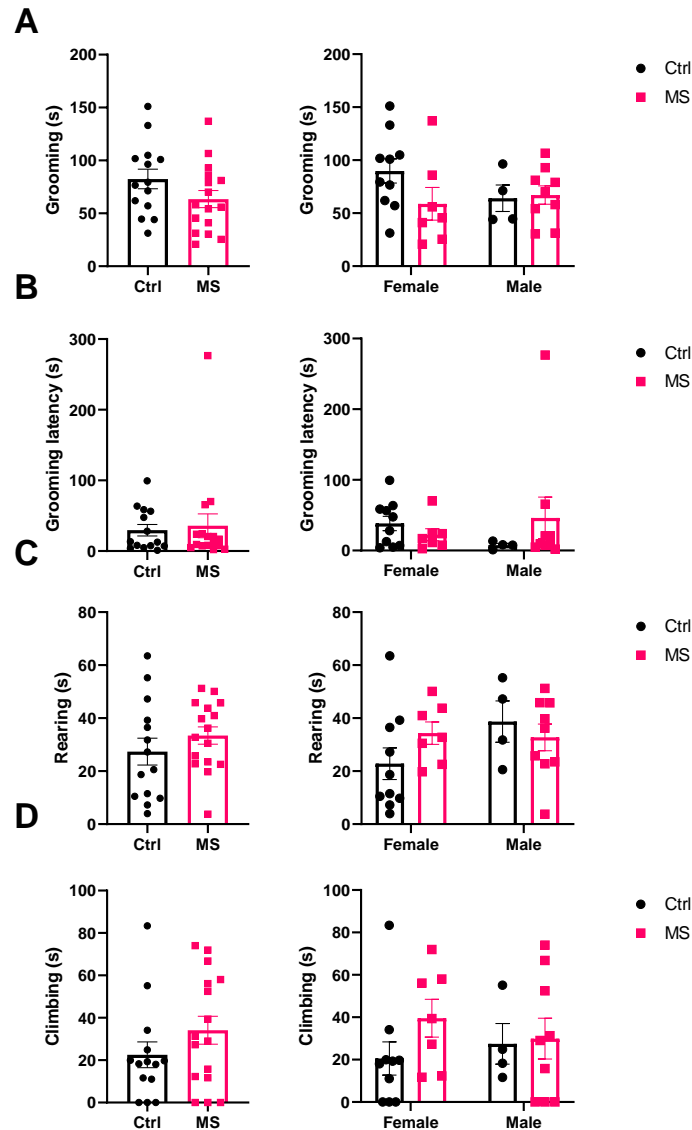 A
Grooming (s)
200
150
100
50
0
Ctrl MS
Grooming (s)
200
150
100
50
0
Female Male
Ctrl
MS
B
Grooming latency (s)
300
200
100
0
Ctrl MS
Grooming latency (s)
300
200
100
0
Female Male
Ctrl
MS
C
Rearing (s)
80
60
40
20
0
Ctrl MS
Rearing (s)
80
60
40
20
0
Female Male
Ctrl
MS
D
Climbing (s)
100
80
60
40
20
0
Ctrl MS
Climbing (s)
100
80
60
40
20
0
Female Male
Ctrl
MS